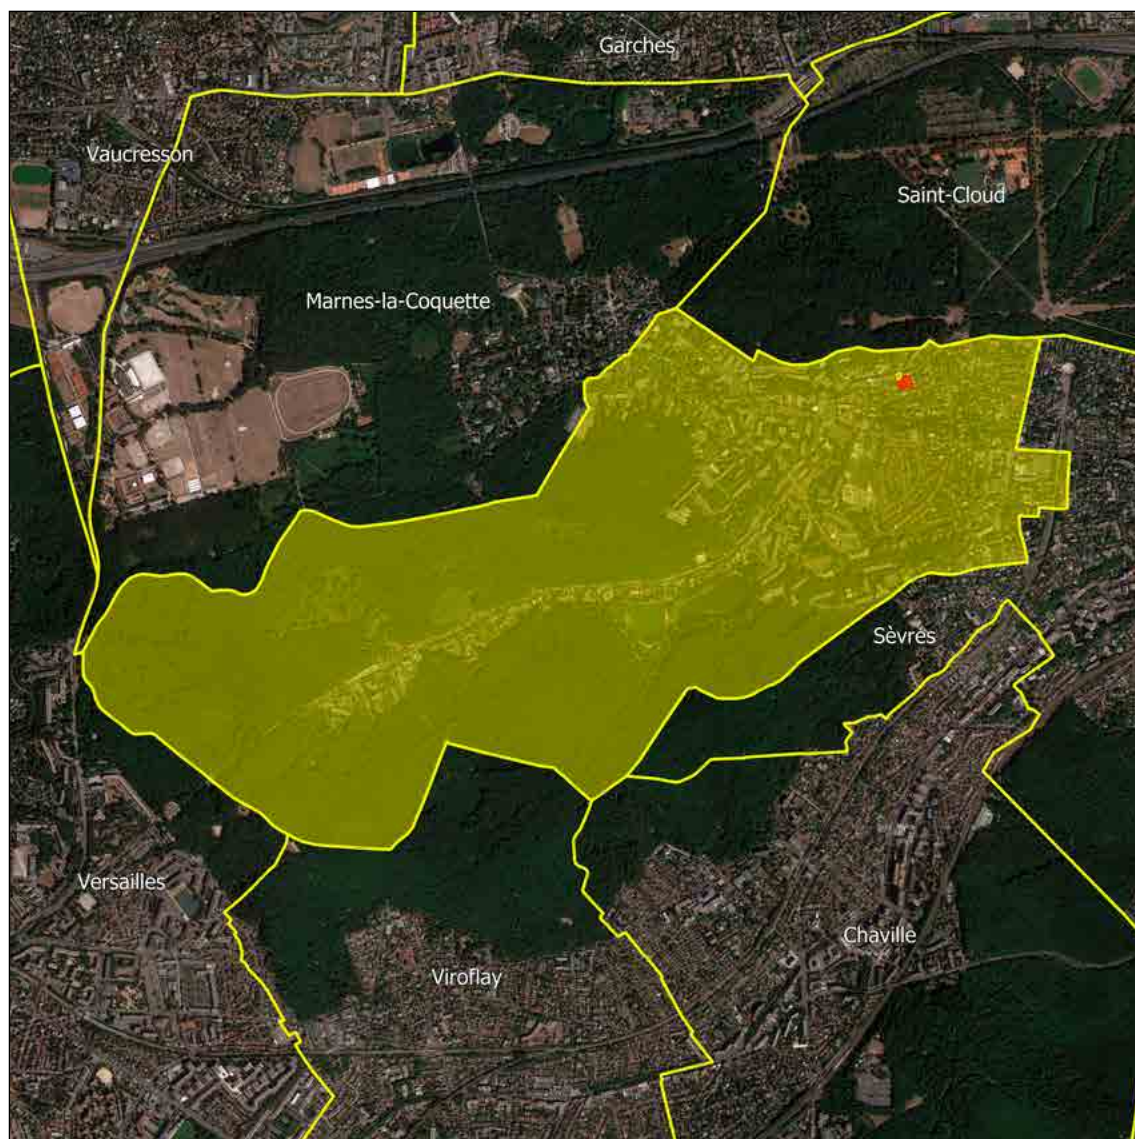 Garches
Vaucresson
Saint-Cloud
Marnes-la-Coquette
Sèvres
Versailles
Chaville
Viroflay